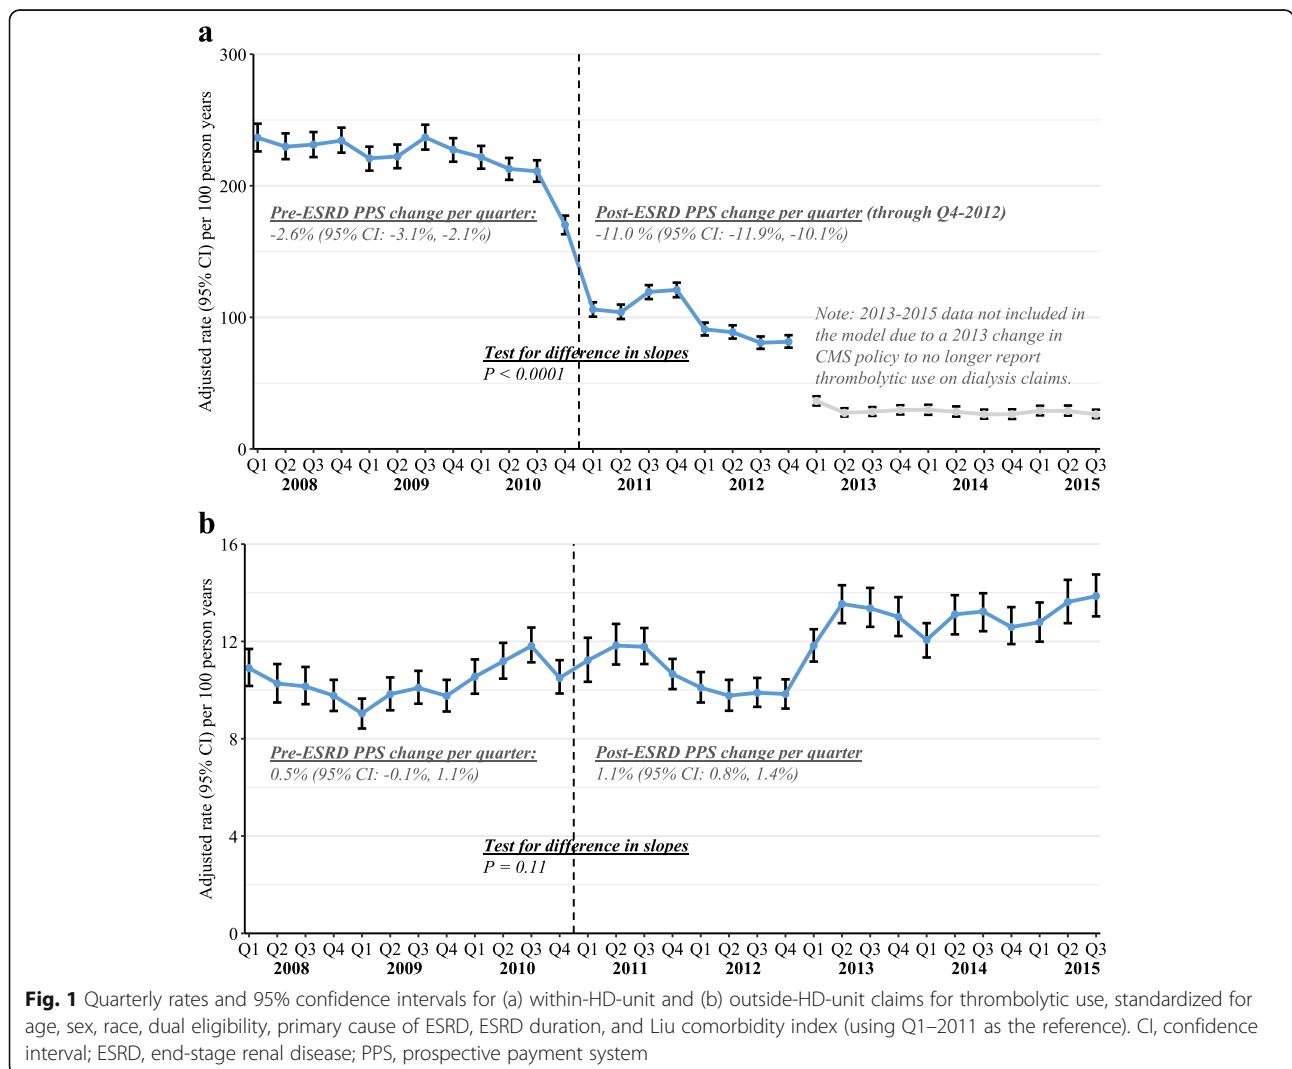 a
Adjusted rate (95% CI) per 100 person years
300
200
100
0
Pre-ESRD PPS change per quarter:
-2.6% (95% CI: -3.1%, -2.1%)
Post-ESRD PPS change per quarter (through Q4-2012)
-11.0 % (95% CI: -11.9%, -10.1%)
Note: 2013-2015 data not included in
the model due to a 2013 change in
CMS policy to no longer report
thrombolytic use on dialysis claims.
Test for difference in slopes
P < 0.0001
Q1 Q2 Q3 Q4 Q1 Q2 Q3 Q4 Q1 Q2 Q3 Q4 Q1 Q2 Q3 Q4 Q1 Q2 Q3 Q4 Q1 Q2 Q3 Q4 Q1 Q2 Q3 Q4 Q1 Q2 Q3
2008 2009 2010 2011 2012 2013 2014 2015
b
Adjusted rate (95% CI) per 100 person years
16
12
8
4
0
Pre-ESRD PPS change per quarter:
0.5% (95% CI: -0.1%, 1.1%)
Post-ESRD PPS change per quarter
1.1% (95% CI: 0.8%, 1.4%)
Test for difference in slopes
P = 0.11
Q1 Q2 Q3 Q4 Q1 Q2 Q3 Q4 Q1 Q2 Q3 Q4 Q1 Q2 Q3 Q4 Q1 Q2 Q3 Q4 Q1 Q2 Q3 Q4 Q1 Q2 Q3 Q4 Q1 Q2 Q3
2008 2009 2010 2011 2012 2013 2014 2015
Fig. 1 Quarterly rates and 95% confidence intervals for (a) within-HD-unit and (b) outside-HD-unit claims for thrombolytic use, standardized for
age, sex, race, dual eligibility, primary cause of ESRD, ESRD duration, and Liu comorbidity index (using Q1–2011 as the reference). CI, confidence
interval; ESRD, end-stage renal disease; PPS, prospective payment system